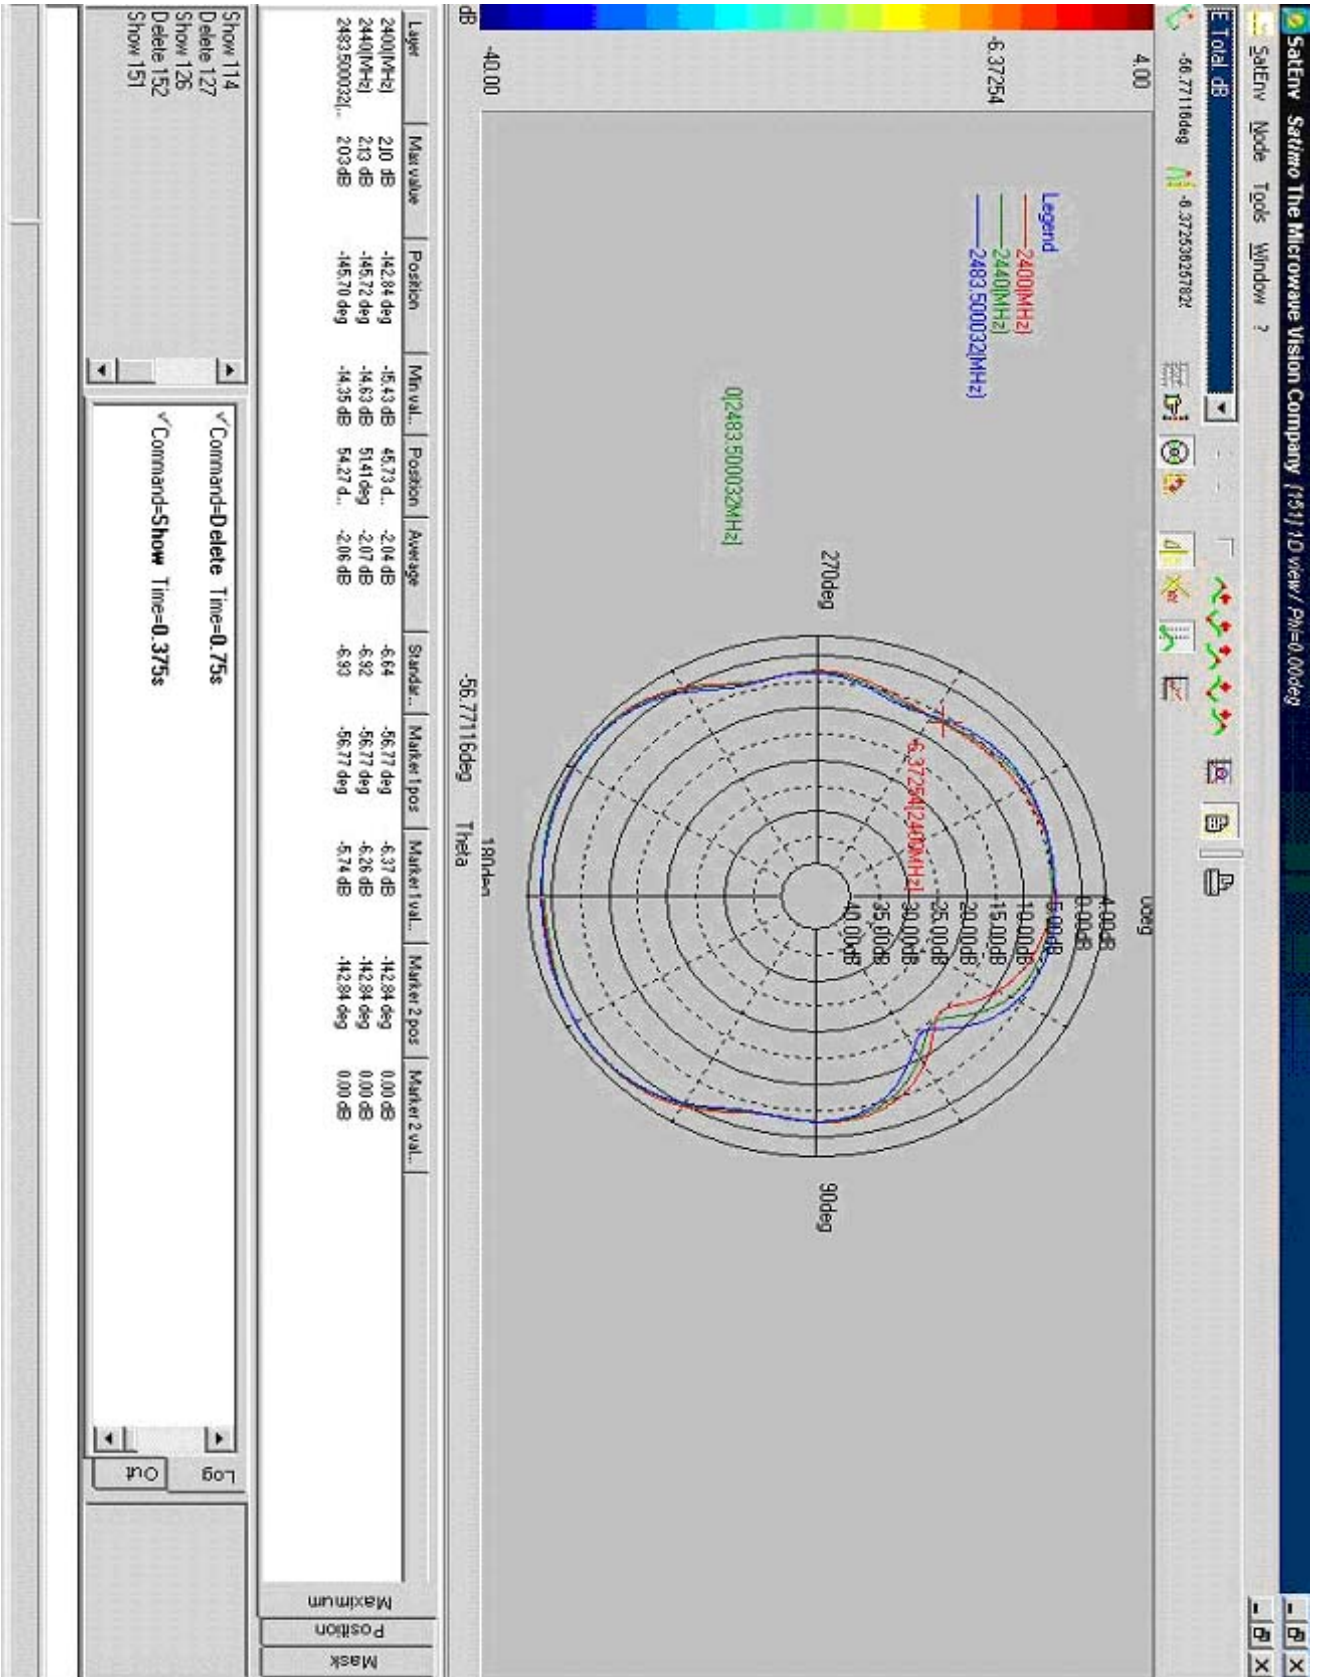 SatEnv Satimo The Microwave Vision Company [151] 1D view / Phi=0.00deg
SatEnv Node Tools Window ?
E Total dB
-56.77116deg
4.00
-6.37254
-40.00
dB
Legend
2400[MHz]
2440[MHz]
2483.500032[MHz]
0[2483.500032MHz]
-6.37254[2400MHz]
0deg
270deg
90deg
180deg
4.00dB
0.00dB
-5.00dB
-10.00dB
-15.00dB
-20.00dB
-25.00dB
-30.00dB
-35.00dB
-40.00dB
-56.77116deg Theta
Layer Max value Position Min val... Position Average Standar... Marker 1 pos Marker 1 val... Marker 2 pos Marker 2 val...
2400[MHz] 2.10 dB -142.84 deg -15.43 dB 45.73 d... -2.04 dB -6.64 -56.77 deg -6.37 dB -142.84 deg 0.00 dB
2440[MHz] 2.13 dB -145.72 deg -14.63 dB 51.41 deg -2.07 dB -6.92 -56.77 deg -6.26 dB -142.84 deg 0.00 dB
2483.500032[... 2.03 dB -145.70 deg -14.35 dB 54.27 d... -2.06 dB -6.93 -56.77 deg -5.74 dB -142.84 deg 0.00 dB
Maximum
Position
Mask
Show 114
Delete 127
Show 126
Delete 152
Show 151
Command=Delete Time=0.75s
Command=Show Time=0.375s
Log
Out